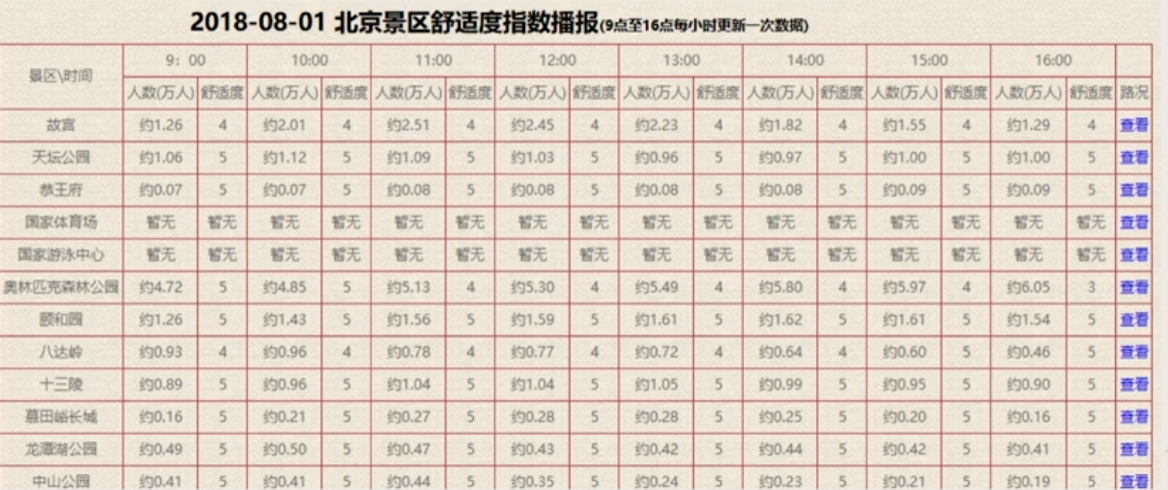 2018-08-01 北京景区舒适度指数播报(9点至16点每小时更新一次数据)
景区\时间 9：00 10:00 11:00 12:00 13:00 14:00 15:00 16:00
人数(万人) 舒适度 人数(万人) 舒适度 人数(万人) 舒适度 人数(万人) 舒适度 人数(万人) 舒适度 人数(万人) 舒适度 人数(万人) 舒适度 人数(万人) 舒适度 路况
故宫 约1.26 4 约2.01 4 约2.51 4 约2.45 4 约2.23 4 约1.82 4 约1.55 4 约1.29 4 查看
天坛公园 约1.06 5 约1.12 5 约1.09 5 约1.03 5 约0.96 5 约0.97 5 约1.00 5 约1.00 5 查看
恭王府 约0.07 5 约0.07 5 约0.08 5 约0.08 5 约0.08 5 约0.08 5 约0.09 5 约0.09 5 查看
国家体育场 暂无 暂无 暂无 暂无 暂无 暂无 暂无 暂无 暂无 暂无 暂无 暂无 暂无 暂无 暂无 暂无 查看
国家游泳中心 暂无 暂无 暂无 暂无 暂无 暂无 暂无 暂无 暂无 暂无 暂无 暂无 暂无 暂无 暂无 暂无 查看
奥林匹克森林公园 约4.72 5 约4.85 5 约5.13 4 约5.30 4 约5.49 4 约5.80 4 约5.97 4 约6.05 3 查看
颐和园 约1.26 5 约1.43 5 约1.56 5 约1.59 5 约1.61 5 约1.62 5 约1.61 5 约1.54 5 查看
八达岭 约0.93 4 约0.96 4 约0.78 4 约0.77 4 约0.72 4 约0.64 4 约0.60 5 约0.46 5 查看
十三陵 约0.89 5 约0.96 5 约1.04 5 约1.04 5 约1.05 5 约0.99 5 约0.95 5 约0.90 5 查看
慕田峪长城 约0.16 5 约0.21 5 约0.27 5 约0.28 5 约0.28 5 约0.25 5 约0.20 5 约0.16 5 查看
龙潭湖公园 约0.49 5 约0.50 5 约0.47 5 约0.43 5 约0.42 5 约0.44 5 约0.42 5 约0.41 5 查看
中山公园 约0.41 5 约0.41 5 约0.44 5 约0.35 5 约0.24 5 约0.23 5 约0.21 5 约0.19 5 查看